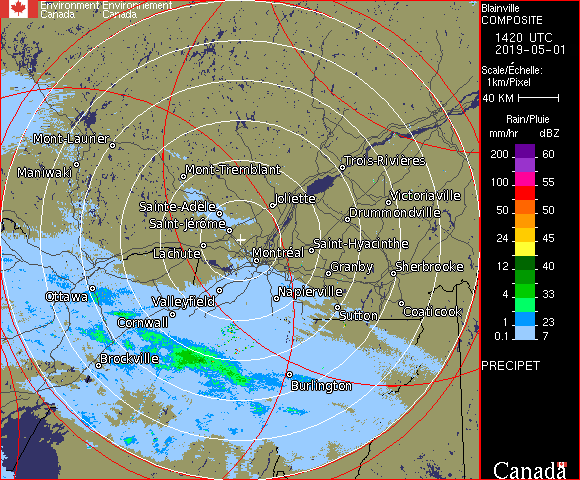 Environment Environnement
Canada Canada
Blainville
COMPOSITE
1420 UTC
2019-05-01
Scale/Échelle:
1km/Pixel
40 KM
Rain/Pluie
mm/hr dBZ
200 60
100 55
50 50
24 45
12 40
4 33
1 23
0.1 7
PRECIPET
Canada
Mont-Laurier
Maniwaki
Mont-Tremblant
Trois-Rivières
Joliette
Victoriaville
Sainte-Adèle
Drummondville
Saint-Jérôme
Lachute
Montréal
Saint-Hyacinthe
Granby
Sherbrooke
Ottawa
Valleyfield
Napierville
Cornwall
Sutton
Coaticook
Brockville
Burlington